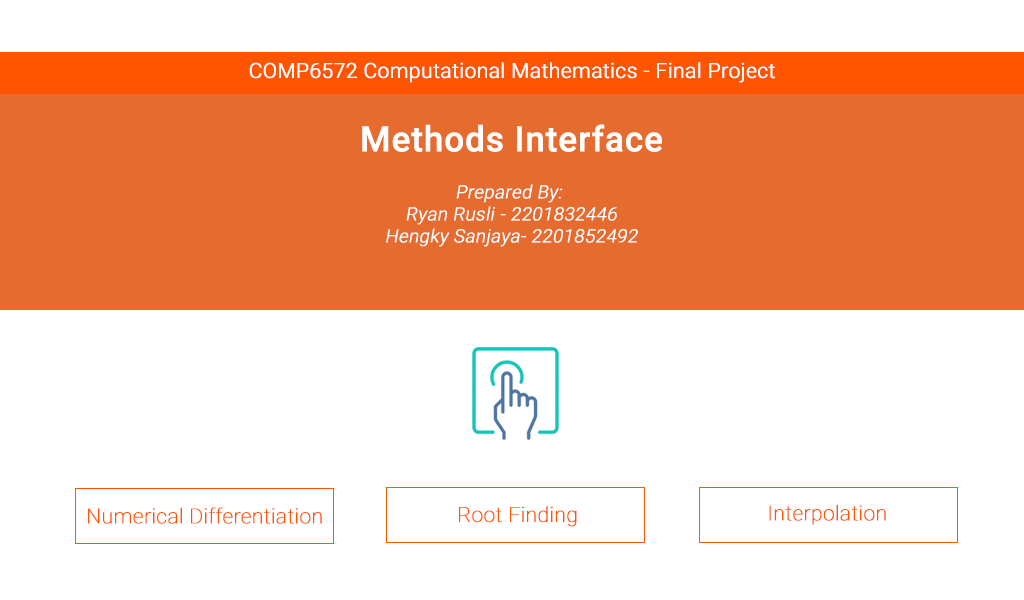 COMP6572 Computational Mathematics - Final Project
Methods Interface
Prepared By:
Ryan Rusli - 2201832446
Hengky Sanjaya- 2201852492
Numerical Differentiation
Root Finding
Interpolation